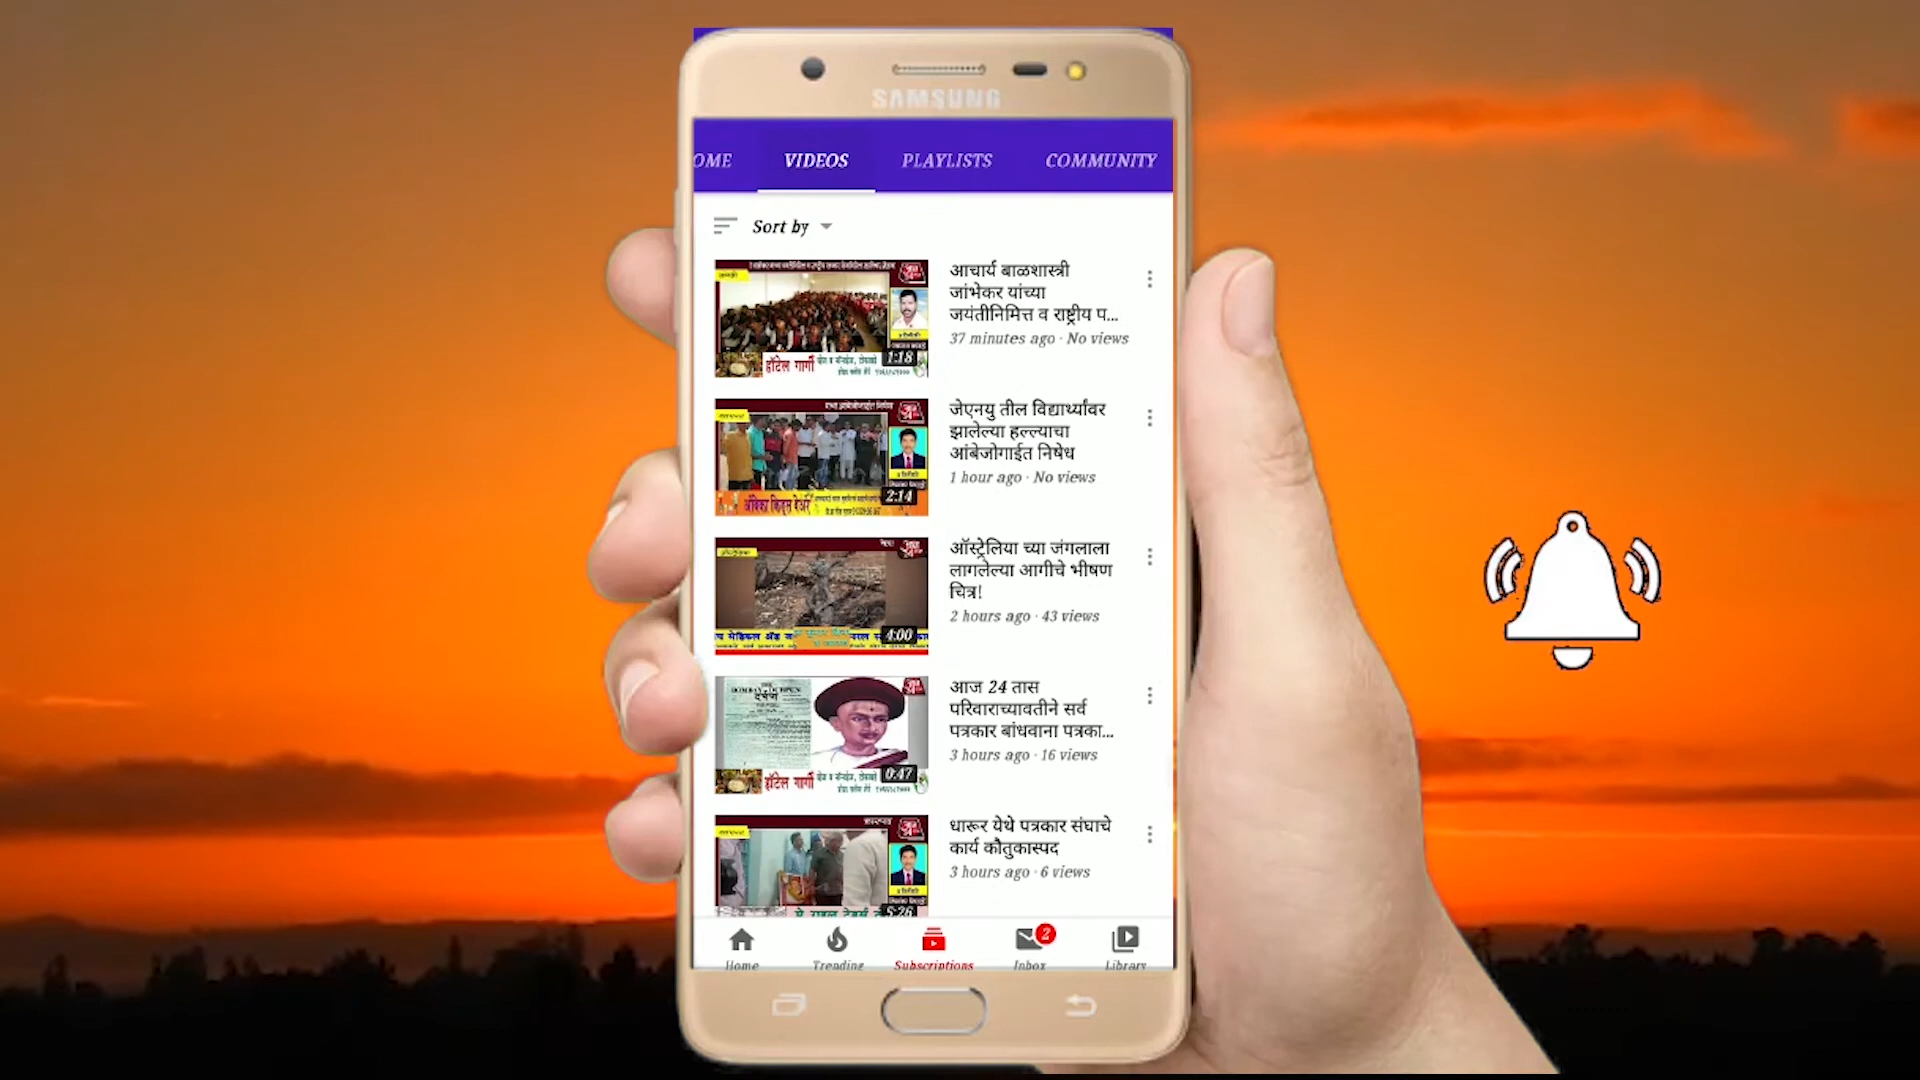 SAMSUNG
OME VIDEOS PLAYLISTS COMMUNITY
Sort by
आचार्य बाळशास्त्री
जांभेकर यांच्या
जयंतीनिमित्त व राष्ट्रीय प...
37 minutes ago · No views
1:18
हॉटेल गार्गी
जेएनयु तील विद्यार्थ्यांवर
झालेल्या हल्ल्याचा
आंबेजोगाईत निषेध
1 hour ago · No views
2:14
अंबिका किड्स वेअर
ऑस्ट्रेलिया च्या जंगलाला
लागलेल्या आगीचे भीषण
चित्र!
2 hours ago · 43 views
4:00
आज 24 तास
परिवाराच्यावतीने सर्व
पत्रकार बांधवाना पत्रका...
3 hours ago · 16 views
0:47
हॉटेल गार्गी
धारूर येथे पत्रकार संघाचे
कार्य कौतुकास्पद
3 hours ago · 6 views
5:26
2
Home Trending Subscriptions Inbox Library